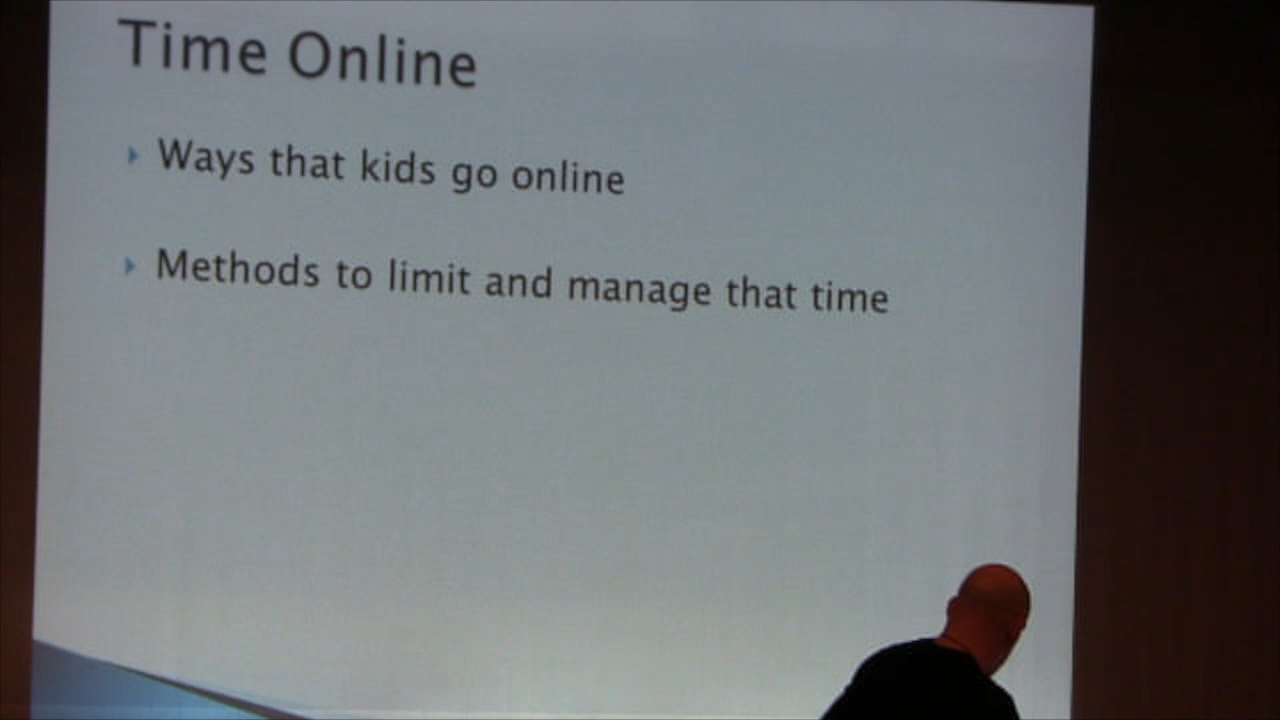 Time Online
Ways that kids go online
Methods to limit and manage that time